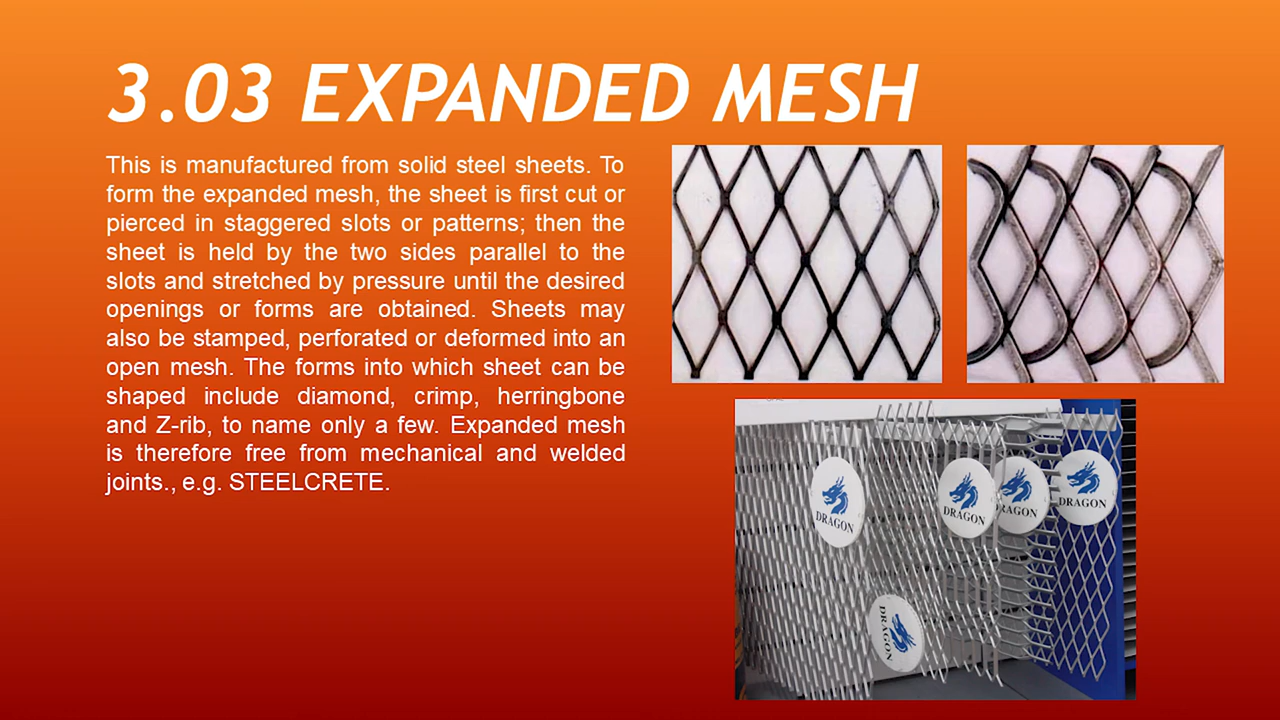 3.03 EXPANDED MESH
This is manufactured from solid steel sheets. To
form the expanded mesh, the sheet is first cut or
pierced in staggered slots or patterns; then the
sheet is held by the two sides parallel to the
slots and stretched by pressure until the desired
openings or forms are obtained. Sheets may
also be stamped, perforated or deformed into an
open mesh. The forms into which sheet can be
shaped include diamond, crimp, herringbone
and Z-rib, to name only a few. Expanded mesh
is therefore free from mechanical and welded
joints., e.g. STEELCRETE.
DRAGON
DRAGON
RAGON
DRAGON
DRAGON